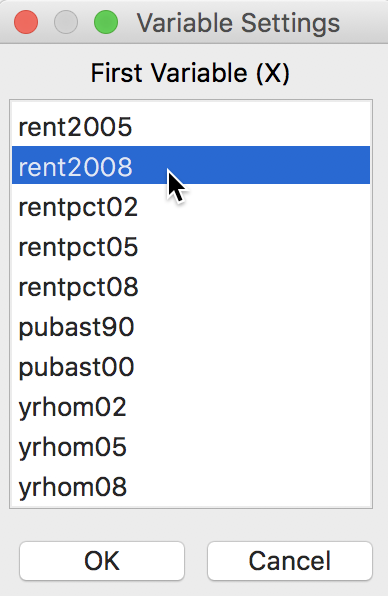 Variable Settings
First Variable (X)
rent2005
rent2008
rentpct02
rentpct05
rentpct08
pubast90
pubast00
yrhom02
yrhom05
yrhom08
OK Cancel